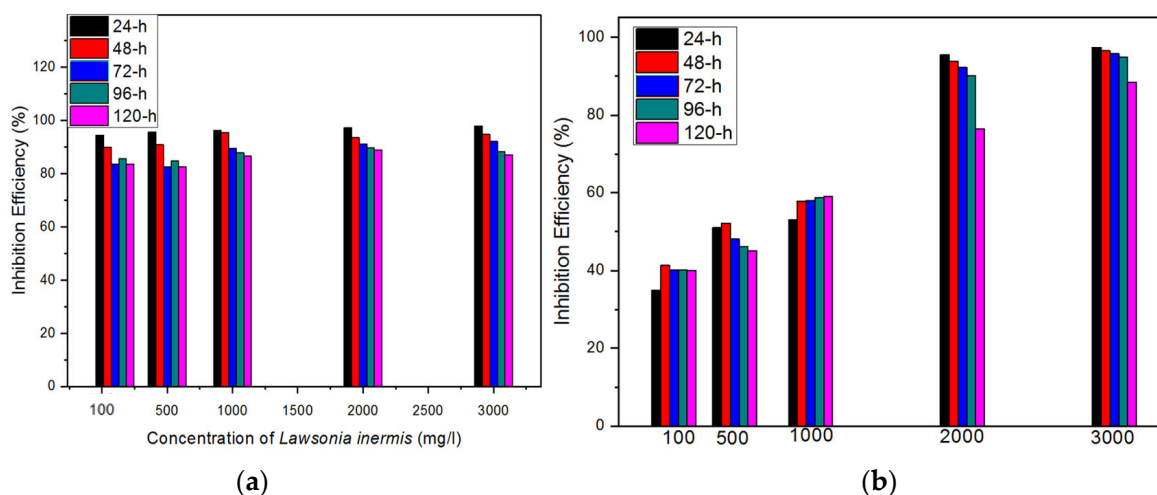 24-h
48-h
72-h
96-h
120-h
Inhibition Efficiency (%)
120
100
80
60
40
20
0
100 500 1000 1500 2000 2500 3000
Concentration of Lawsonia inermis (mg/l)
(a)
24-h
48-h
72-h
96-h
120-h
Inhibition Efficiency (%)
100
80
60
40
20
0
100 500 1000 2000 3000
(b)